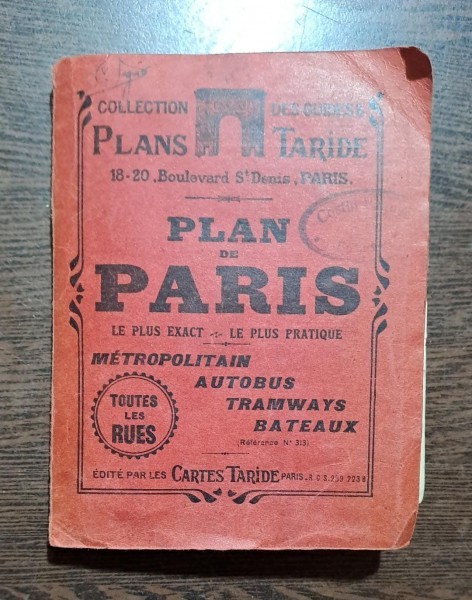 COLLECTION DES GUIDES &
PLANS TARIDE
18-20, Boulevard St Denis, PARIS.
PLAN
DE
PARIS
LE PLUS EXACT -:- LE PLUS PRATIQUE
MÉTROPOLITAIN
AUTOBUS
TRAMWAYS
BATEAUX
(Référence N° 313)
TOUTES
LES
RUES
ÉDITÉ PAR LES CARTES TARIDE PARIS